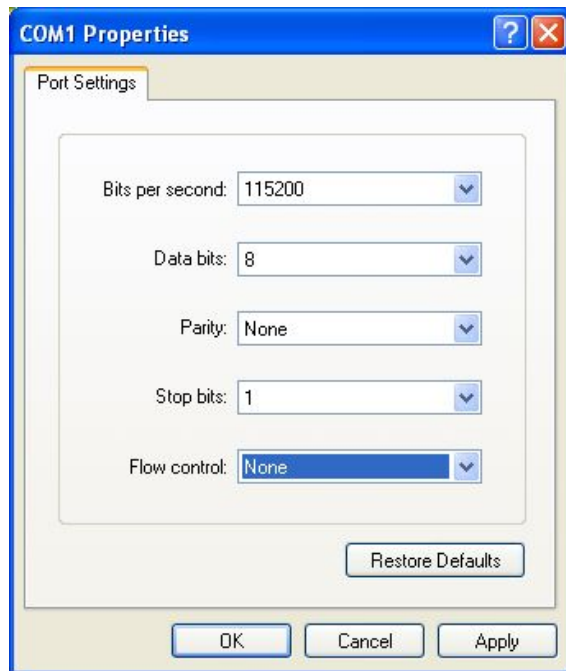 COM1 Properties
Port Settings
Bits per second: 115200
Data bits: 8
Parity: None
Stop bits: 1
Flow control: None
Restore Defaults
OK Cancel Apply